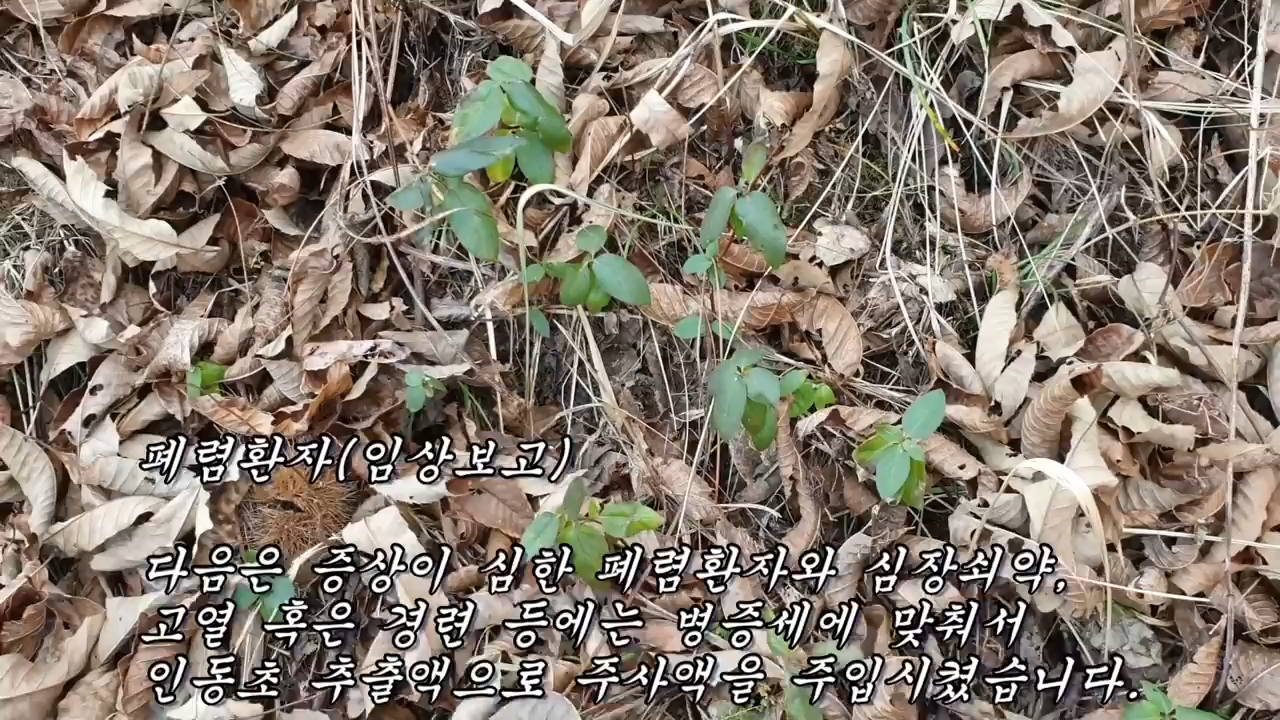 폐렴환자(임상보고)
다음은 증상이 심한 폐렴환자와 심장쇠약,
고열 혹은 경련 등에는 병증세에 맞춰서
인동초 추출액으로 주사액을 주입시켰습니다.